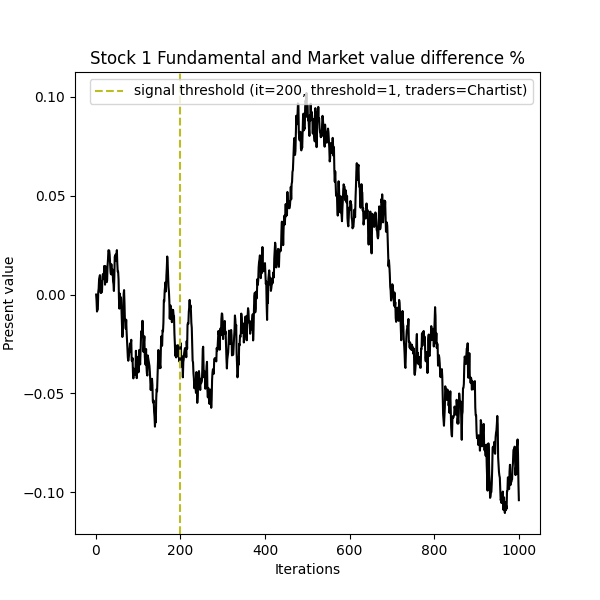 Stock 1 Fundamental and Market value difference %
signal threshold (it=200, threshold=1, traders=Chartist)
0.10
0.05
0.00
−0.05
−0.10
Present value
0 200 400 600 800 1000
Iterations